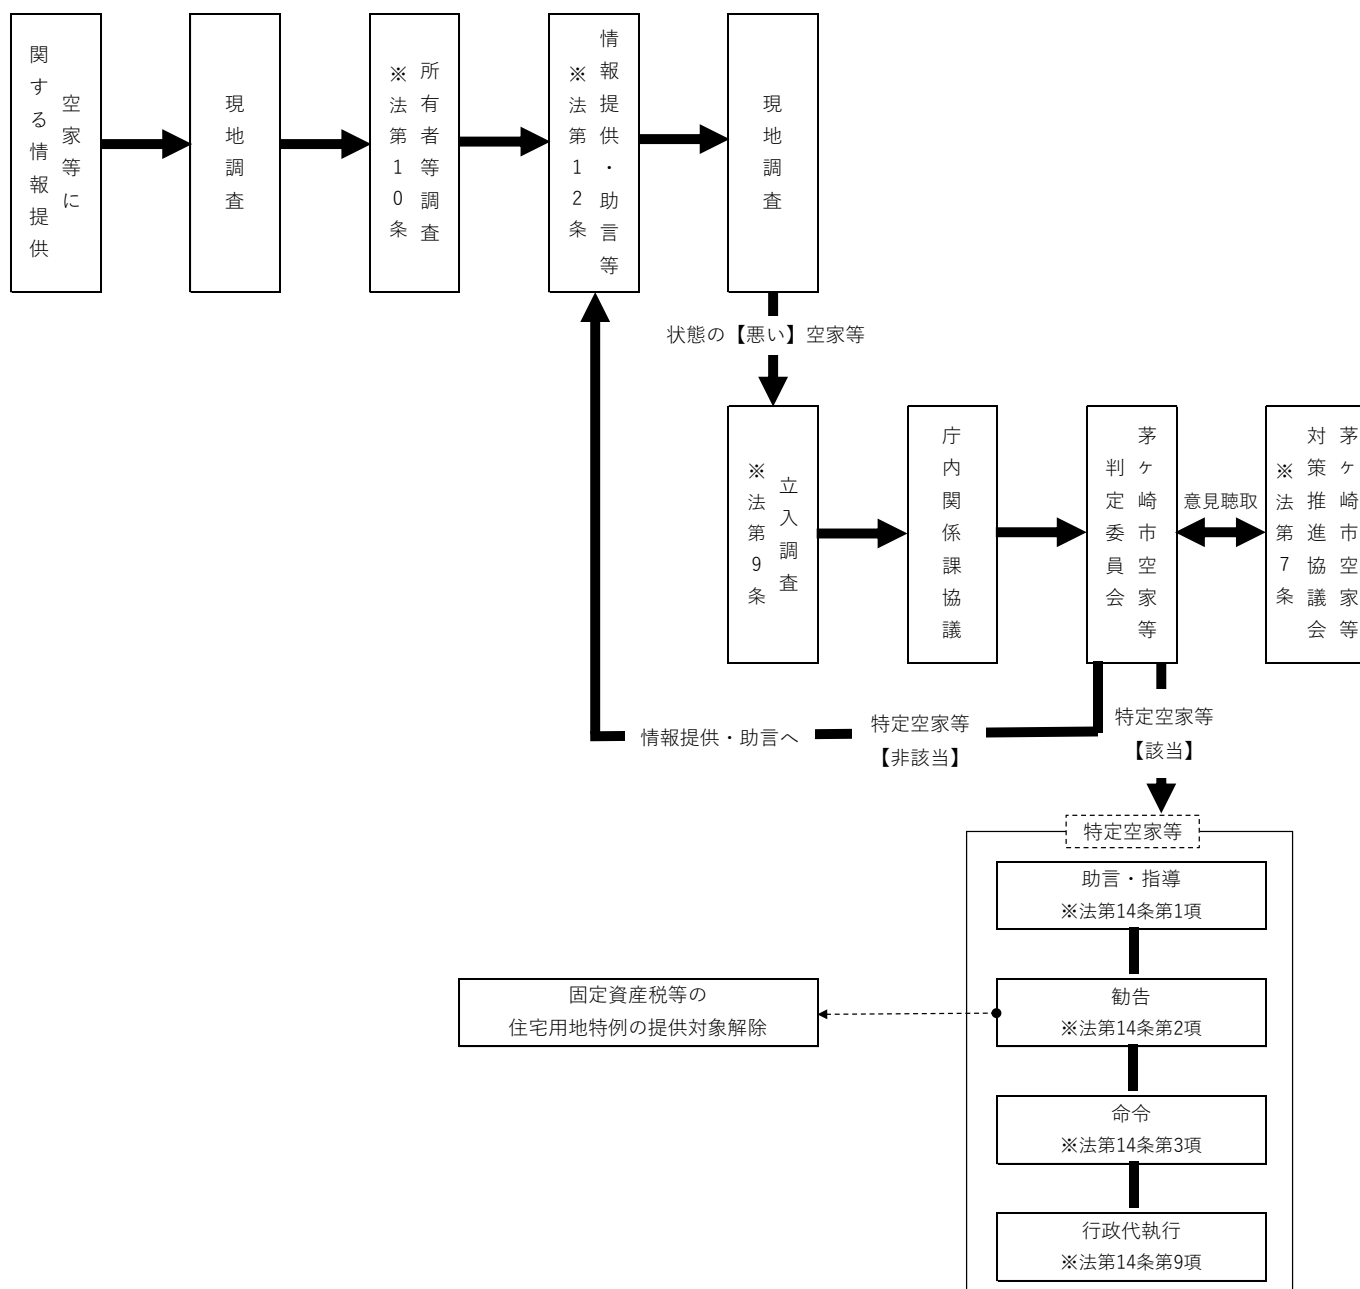 空家等に
関する情報提供
現地調査
所有者等調査
※法第10条
情報提供・助言等
※法第12条
現地調査
状態の【悪い】空家等
立入調査
※法第9条
庁内関係課協議
茅ヶ崎市空家等
判定委員会
意見聴取
茅ヶ崎市空家等
対策推進協議会
※法第7条
情報提供・助言へ
特定空家等
【非該当】
特定空家等
【該当】
特定空家等
助言・指導
※法第14条第1項
勧告
※法第14条第2項
固定資産税等の
住宅用地特例の提供対象解除
命令
※法第14条第3項
行政代執行
※法第14条第9項